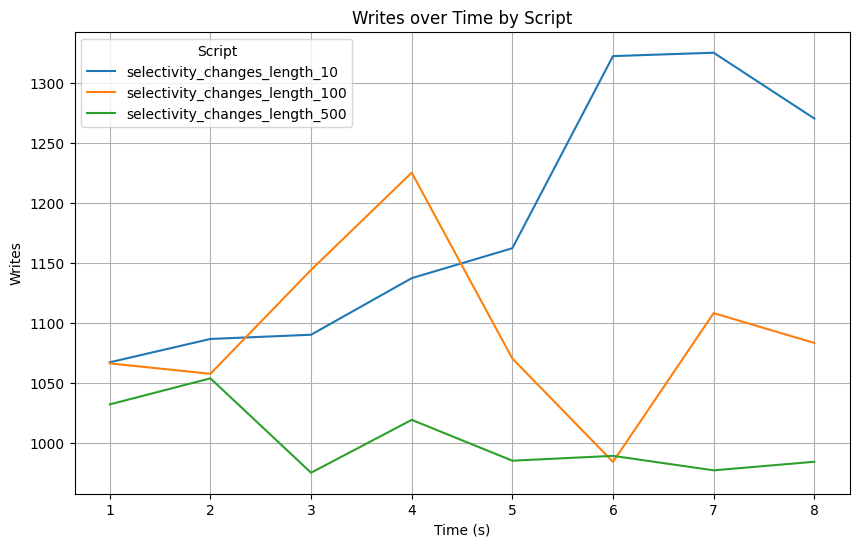 Writes over Time by Script
Script
selectivity_changes_length_10
selectivity_changes_length_100
selectivity_changes_length_500
Writes
1300
1250
1200
1150
1100
1050
1000
1 2 3 4 5 6 7 8
Time (s)